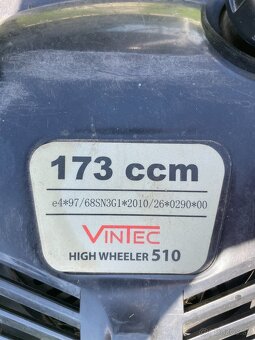 173 ccm
e4*97/68SN3G1*2010/26*0290*00
VINTEC
HIGH WHEELER 510